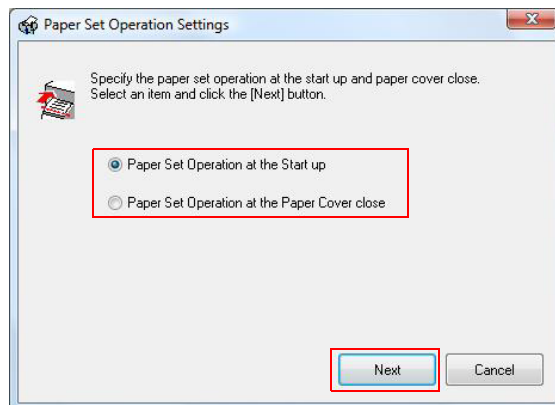 Paper Set Operation Settings
Specify the paper set operation at the start up and paper cover close.
Select an item and click the [Next] button.
Paper Set Operation at the Start up
Paper Set Operation at the Paper Cover close
Next
Cancel